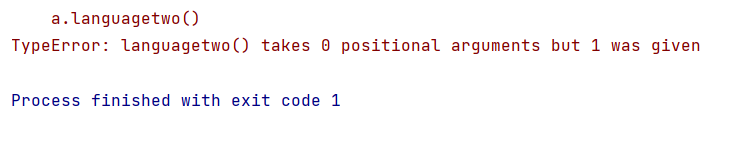 a.languagetwo()
TypeError: languagetwo() takes 0 positional arguments but 1 was given
Process finished with exit code 1